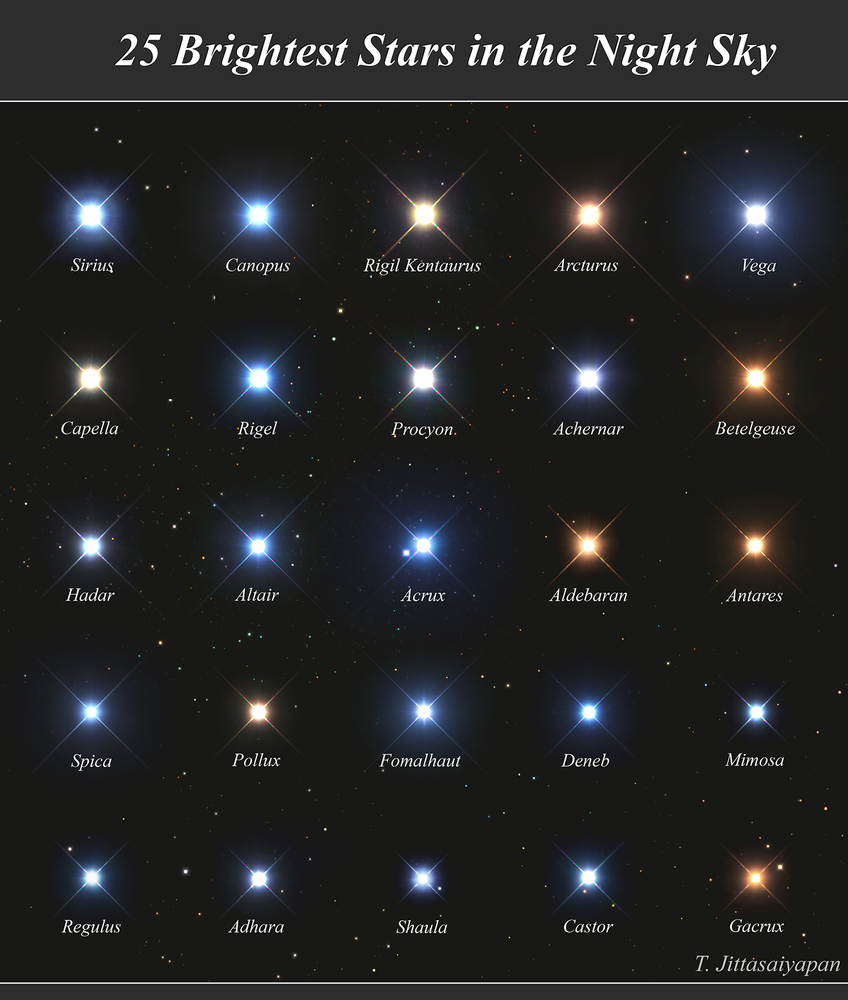 25 Brightest Stars in the Night Sky
Sirius
Canopus
Rigil Kentaurus
Arcturus
Vega
Capella
Rigel
Procyon
Achernar
Betelgeuse
Hadar
Altair
Acrux
Aldebaran
Antares
Spica
Pollux
Fomalhaut
Deneb
Mimosa
Regulus
Adhara
Shaula
Castor
Gacrux
T. Jittasaiyapan